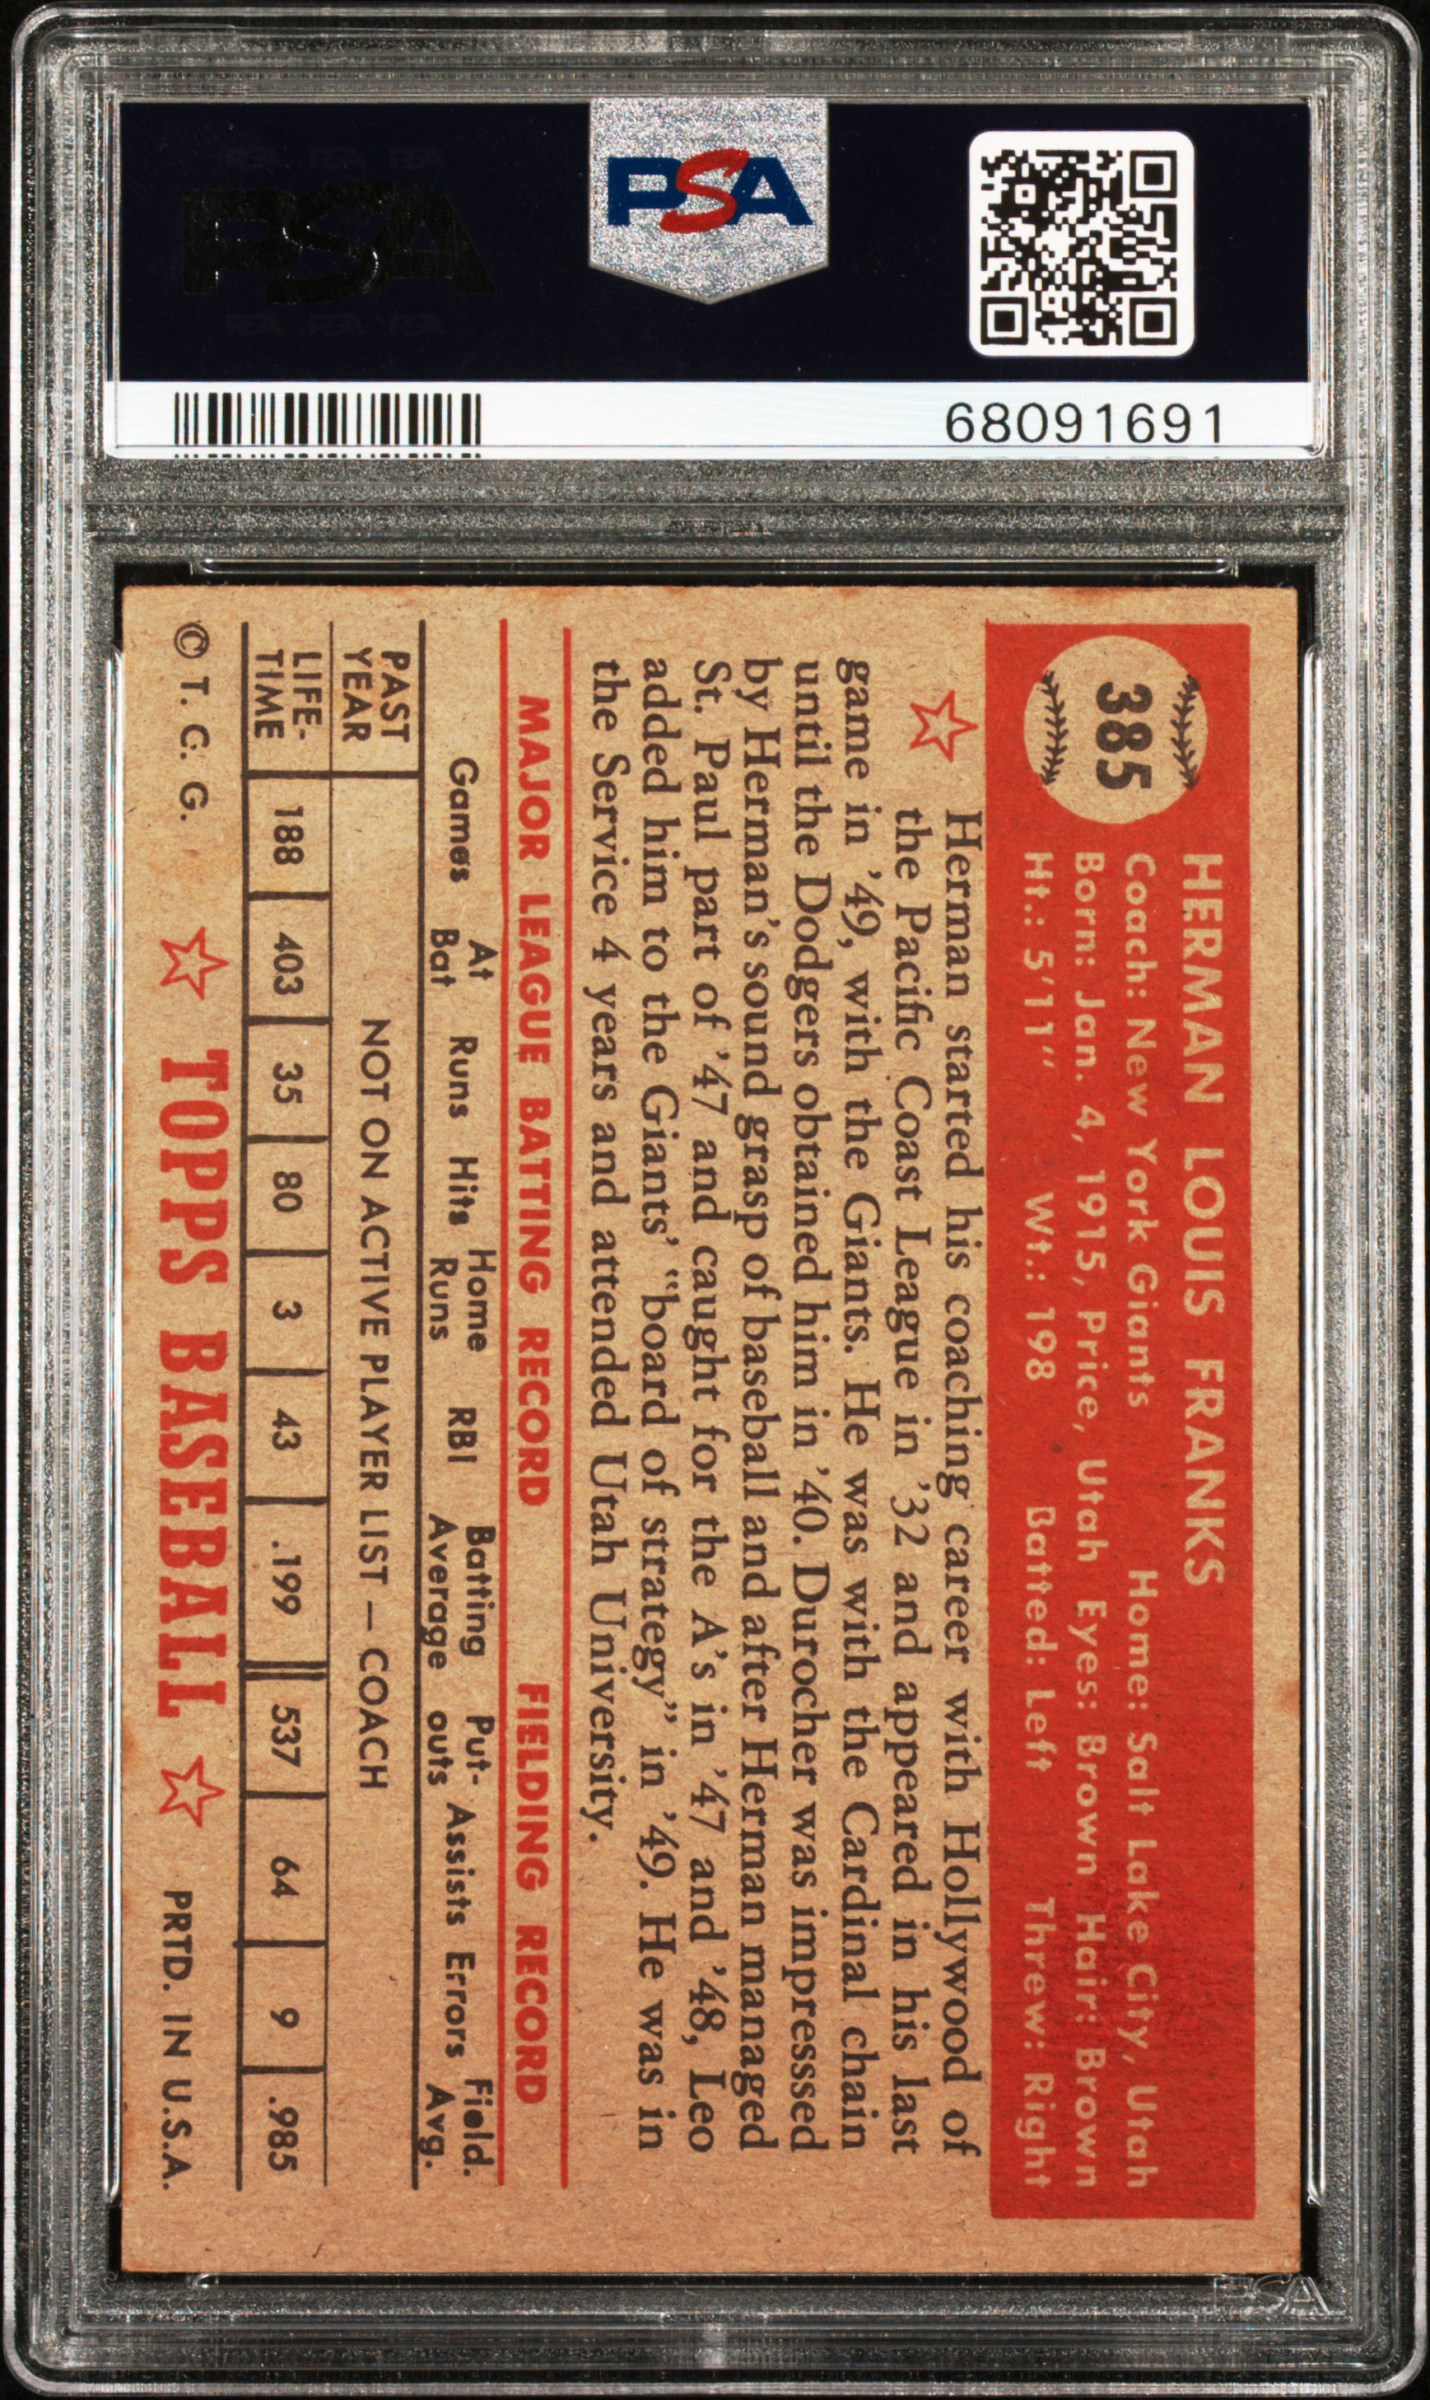 PSA
PSA
68091691
385
HERMAN LOUIS FRANKS
Coach: New York Giants Home: Salt Lake City, Utah
Born: Jan. 4, 1915, Price, Utah Eyes: Brown Hair: Brown
Ht.: 5'11" Wt.: 198 Batted: Left Threw: Right
Herman started his coaching career with Hollywood of
the Pacific Coast League in '32 and appeared in his last
game in '49, with the Giants. He was with the Cardinal chain
until the Dodgers obtained him in '40. Durocher was impressed
by Herman's sound grasp of baseball and after Herman managed
St. Paul part of '47 and caught for the A's in '47 and '48, Leo
added him to the Giants' "board of strategy" in '49. He was in
the Service 4 years and attended Utah University.
MAJOR LEAGUE BATTING RECORD FIELDING RECORD
Games At Bat Runs Hits Home Runs RBI Batting Average Put-outs Assists Errors Field. Avg.
PAST YEAR NOT ON ACTIVE PLAYER LIST — COACH
LIFE-TIME 188 403 35 80 3 43 .199 537 64 9 .985
© T. C. G. TOPPS BASEBALL PRTD. IN U.S.A.
PSA